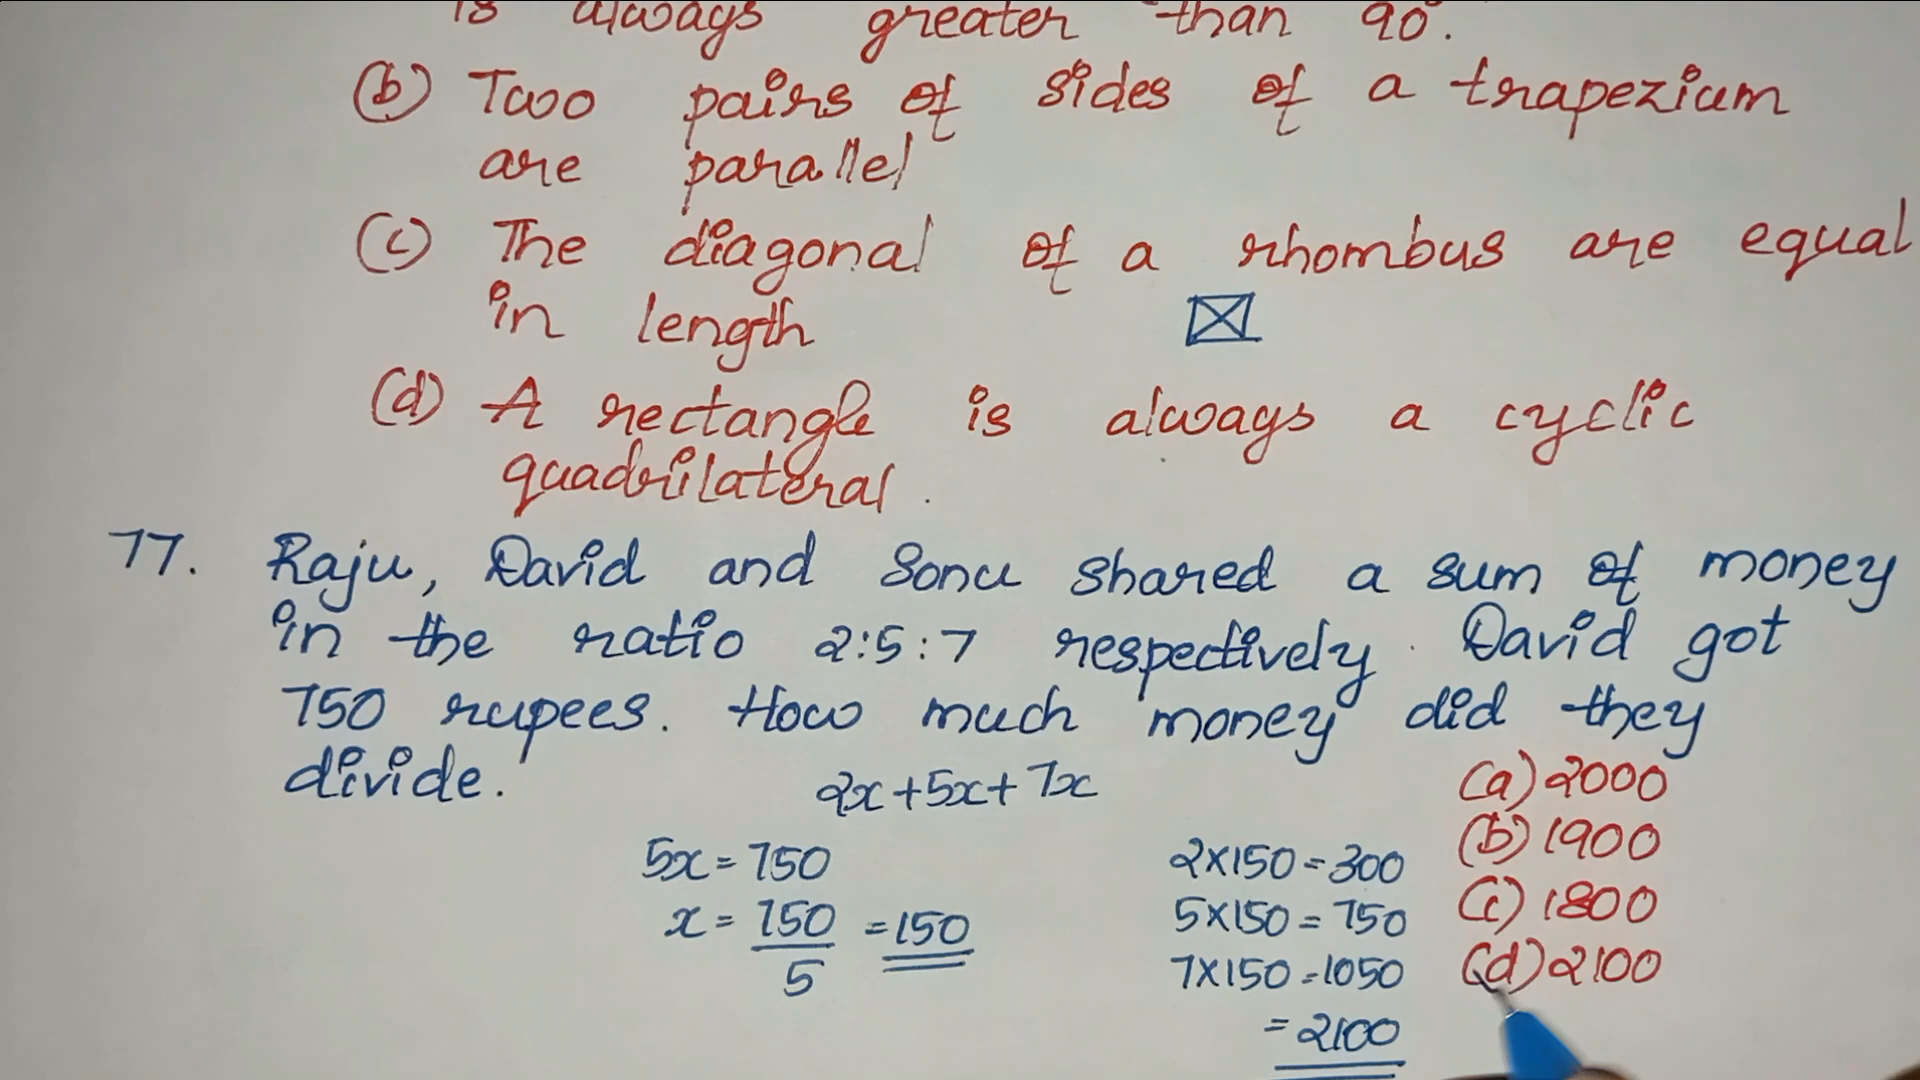 is always greater than 90°.
(b) Two pairs of sides of a trapezium
are parallel
(c) The diagonal of a rhombus are equal
in length
(d) A rectangle is always a cyclic
quadrilateral.
77. Raju, David and Sonu shared a sum of money
in the ratio 2:5:7 respectively. David got
750 rupees. How much money did they
divide.
2x+5x+7x
(a) 2000
(b) 1900
(c) 1800
(d) 2100
5x = 750
x = 750/5 = 150
2×150=300
5×150=750
7×150=1050
= 2100